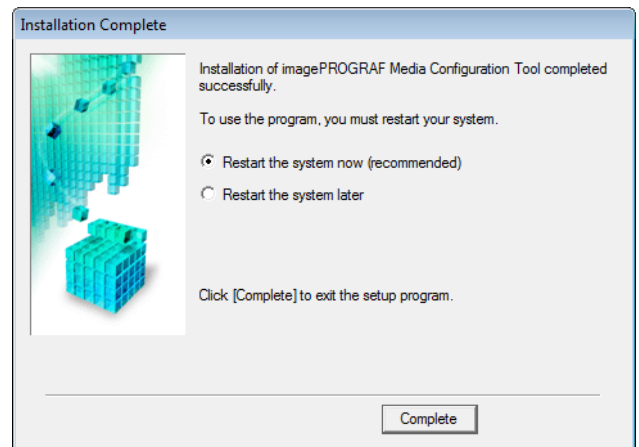 Installation Complete
Installation of imagePROGRAF Media Configuration Tool completed
successfully.
To use the program, you must restart your system.
Restart the system now (recommended)
Restart the system later
Click [Complete] to exit the setup program.
Complete